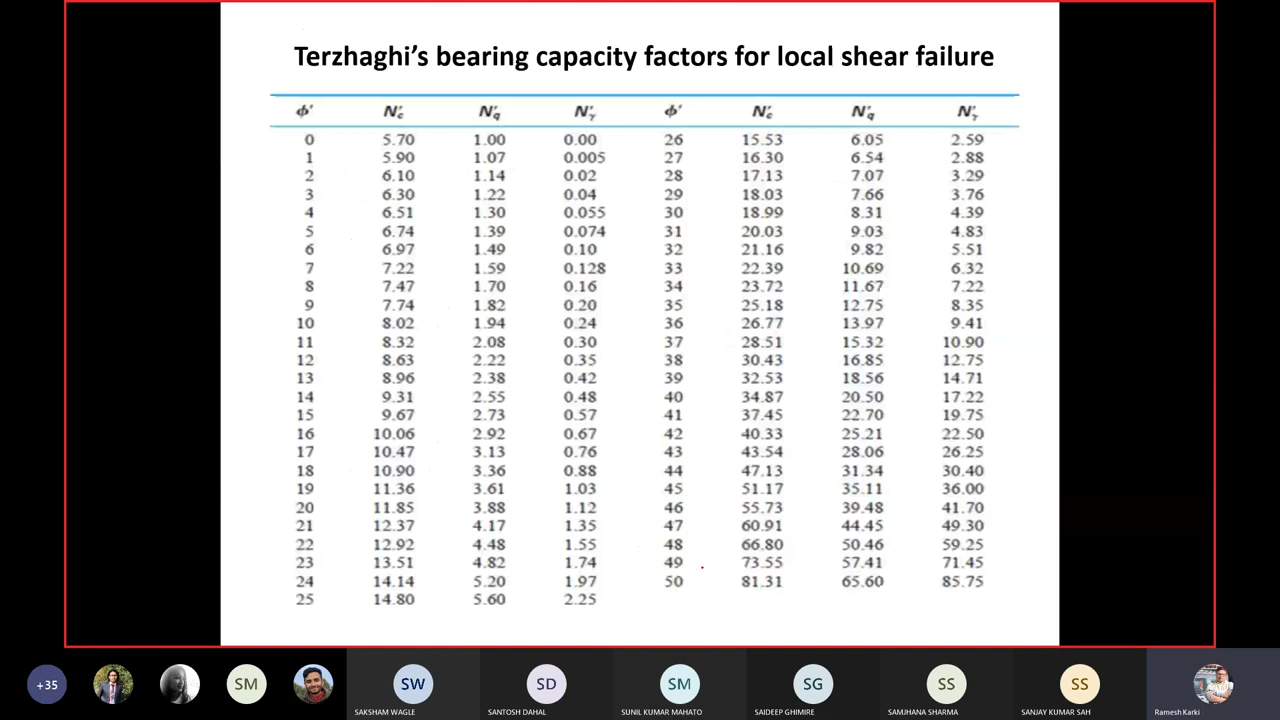 Terzhaghi’s bearing capacity factors for local shear failure
ϕ′ N′c N′q N′γ ϕ′ N′c N′q N′γ
0 5.70 1.00 0.00 26 15.53 6.05 2.59
1 5.90 1.07 0.005 27 16.30 6.54 2.88
2 6.10 1.14 0.02 28 17.13 7.07 3.29
3 6.30 1.22 0.04 29 18.03 7.66 3.76
4 6.51 1.30 0.055 30 18.99 8.31 4.39
5 6.74 1.39 0.074 31 20.03 9.03 4.83
6 6.97 1.49 0.10 32 21.16 9.82 5.51
7 7.22 1.59 0.128 33 22.39 10.69 6.32
8 7.47 1.70 0.16 34 23.72 11.67 7.22
9 7.74 1.82 0.20 35 25.18 12.75 8.35
10 8.02 1.94 0.24 36 26.77 13.97 9.41
11 8.32 2.08 0.30 37 28.51 15.32 10.90
12 8.63 2.22 0.35 38 30.43 16.85 12.75
13 8.96 2.38 0.42 39 32.53 18.56 14.71
14 9.31 2.55 0.48 40 34.87 20.50 17.22
15 9.67 2.73 0.57 41 37.45 22.70 19.75
16 10.06 2.92 0.67 42 40.33 25.21 22.50
17 10.47 3.13 0.76 43 43.54 28.06 26.25
18 10.90 3.36 0.88 44 47.13 31.34 30.40
19 11.36 3.61 1.03 45 51.17 35.11 36.00
20 11.85 3.88 1.12 46 55.73 39.48 41.70
21 12.37 4.17 1.35 47 60.91 44.45 49.30
22 12.92 4.48 1.55 48 66.80 50.46 59.25
23 13.51 4.82 1.74 49 73.55 57.41 71.45
24 14.14 5.20 1.97 50 81.31 65.60 85.75
25 14.80 5.60 2.25
+35 SM SW SD SM SG SS SS
SAKSHAM WAGLE SANTOSH DAHAL SUNIL KUMAR MAHATO SAIDEEP GHIMIRE SAMJHANA SHARMA SANJAY KUMAR SAH Ramesh Karki